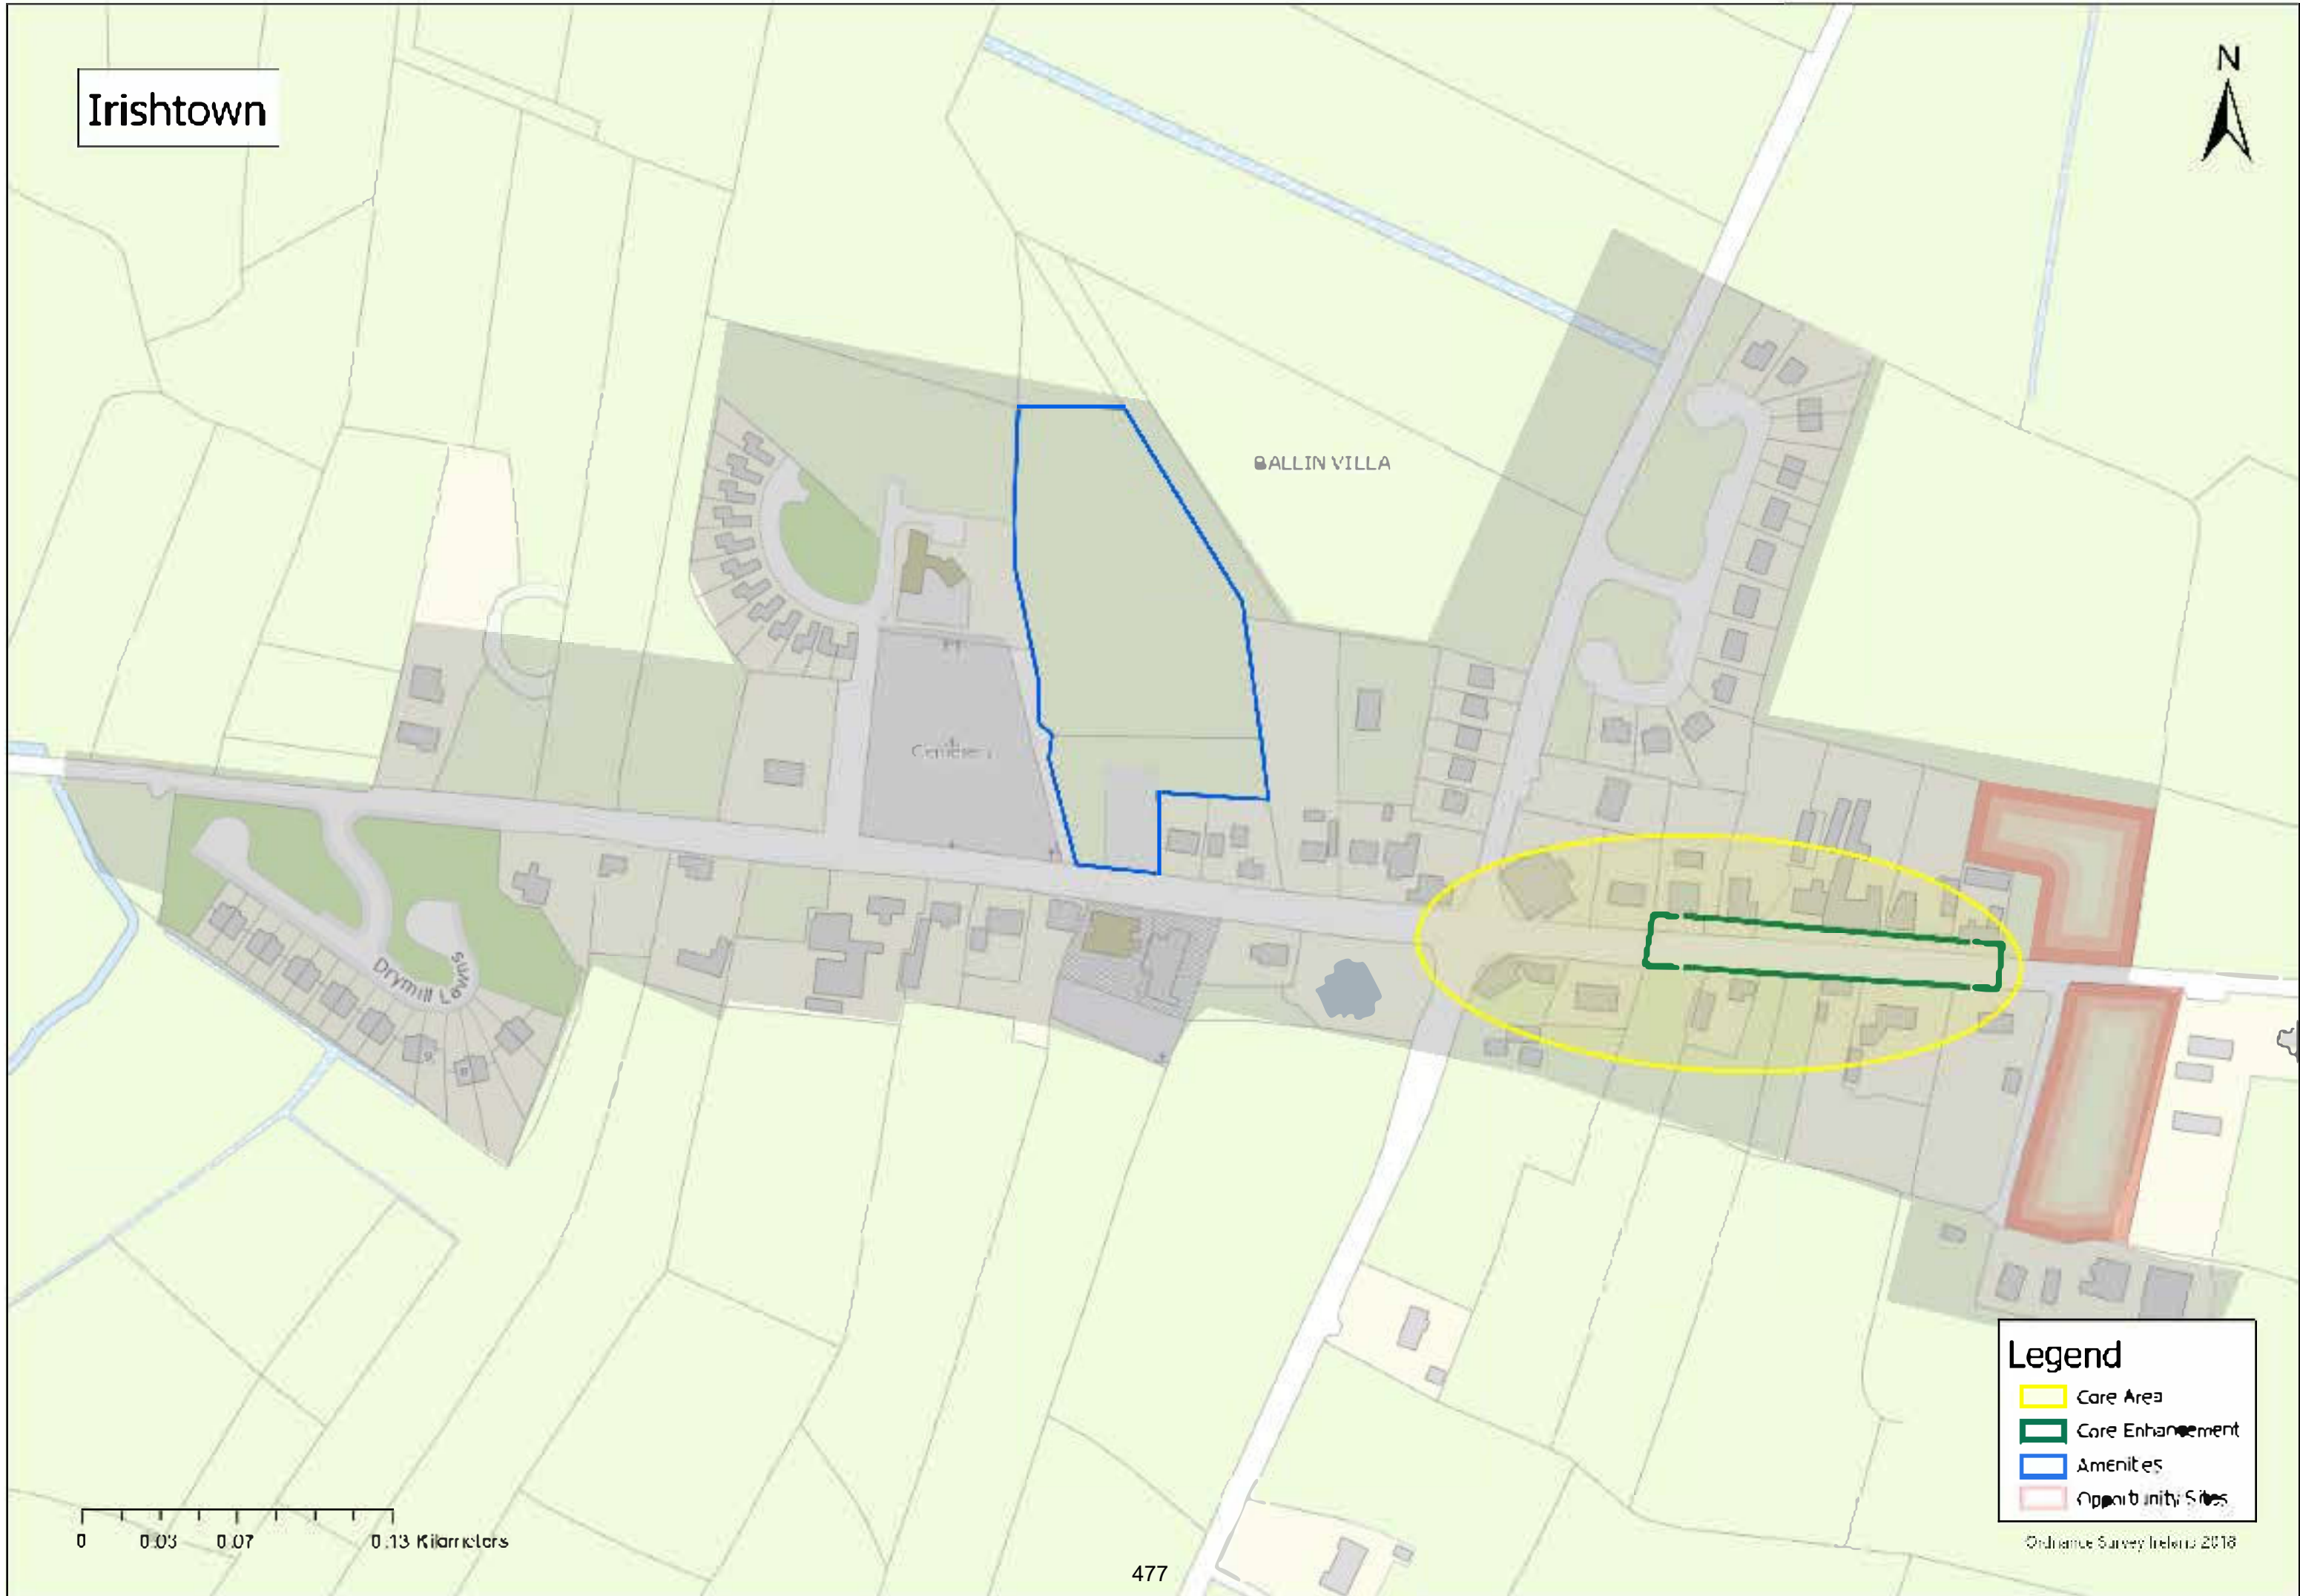 Irishtown
N
BALLIN VILLA
Drymill Lawns
Legend
Core Area
Core Enhancement
Amenities
Opportunity Sites
0 0.03 0.07 0.13 Kilometers
Ordnance Survey Ireland 2018
477